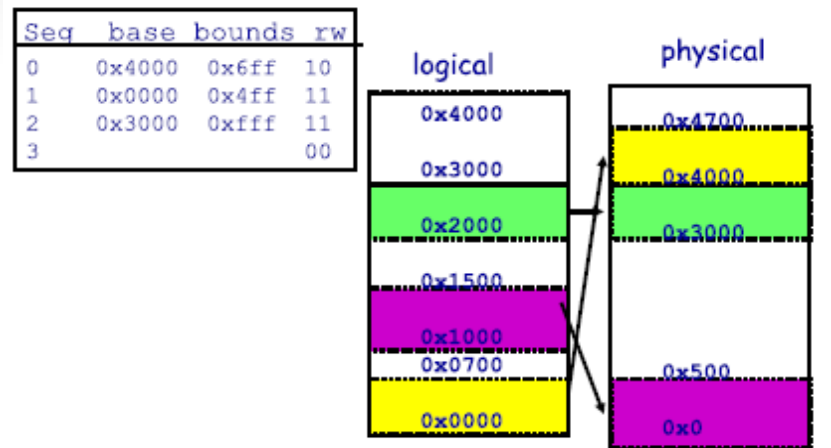 Seg base bounds rw
0 0x4000 0x6ff 10
1 0x0000 0x4ff 11
2 0x3000 0xfff 11
3 00
logical
0x4000
0x3000
0x2000
0x1500
0x1000
0x0700
0x0000
physical
0x4700
0x4000
0x3000
0x500
0x0